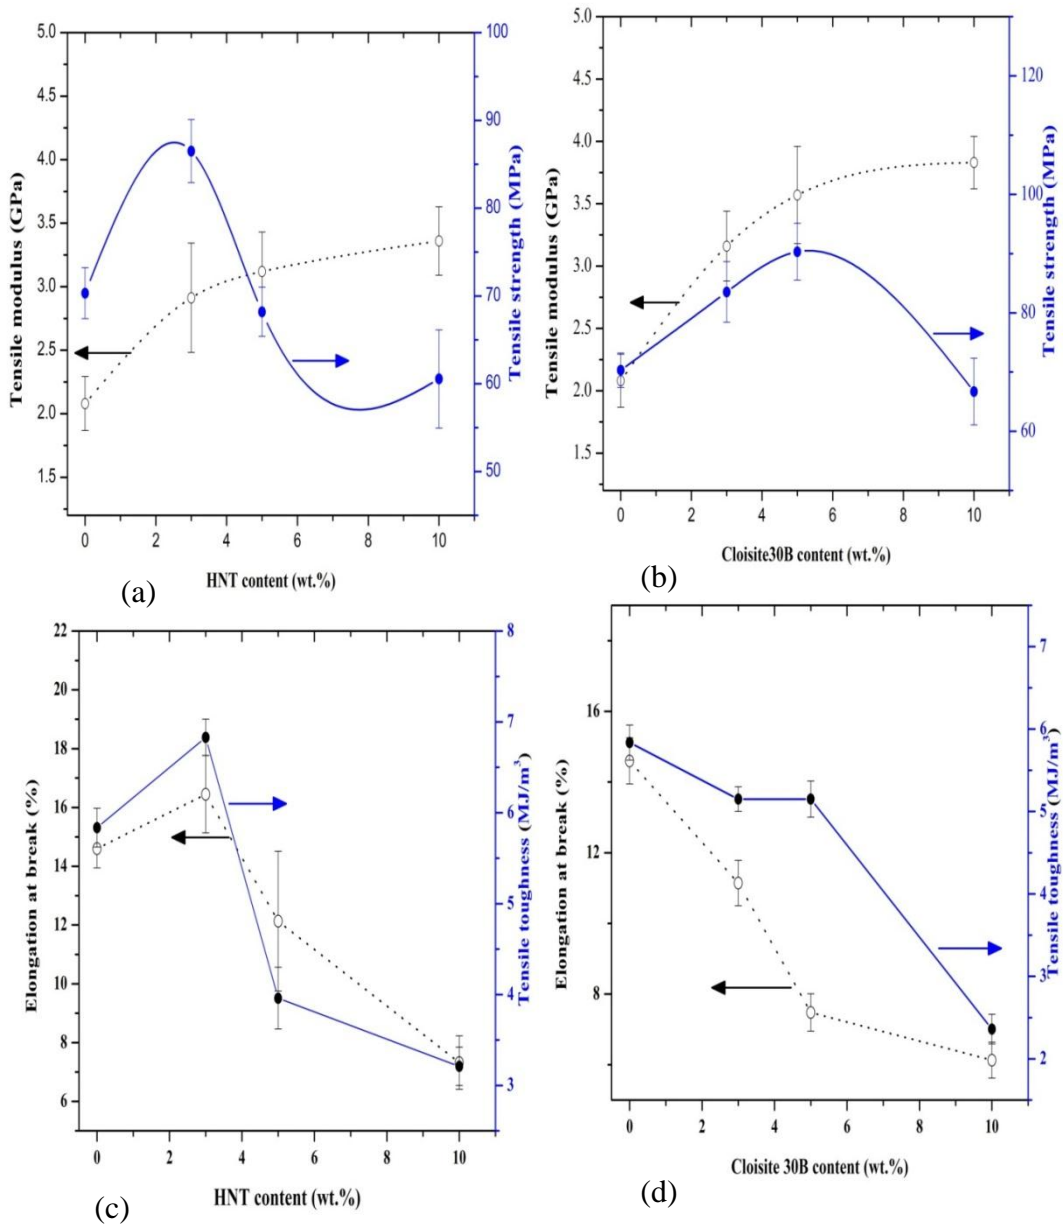 5.0
4.5
4.0
3.5
3.0
2.5
2.0
1.5
Tensile modulus (GPa)
100
90
80
70
60
50
Tensile strength (MPa)
0 2 4 6 8 10
HNT content (wt.%)
(a)
5.0
4.5
4.0
3.5
3.0
2.5
2.0
1.5
Tensile modulus (GPa)
120
100
80
60
Tensile strength (MPa)
0 2 4 6 8 10
Cloisite30B content (wt.%)
(b)
22
20
18
16
14
12
10
8
6
Elongation at break (%)
8
7
6
5
4
3
Tensile toughness (MJ/m³)
0 2 4 6 8 10
HNT content (wt.%)
(c)
16
12
8
Elongation at break (%)
7
6
5
4
3
2
Tensile toughness (MJ/m³)
0 2 4 6 8 10
Cloisite 30B content (wt.%)
(d)